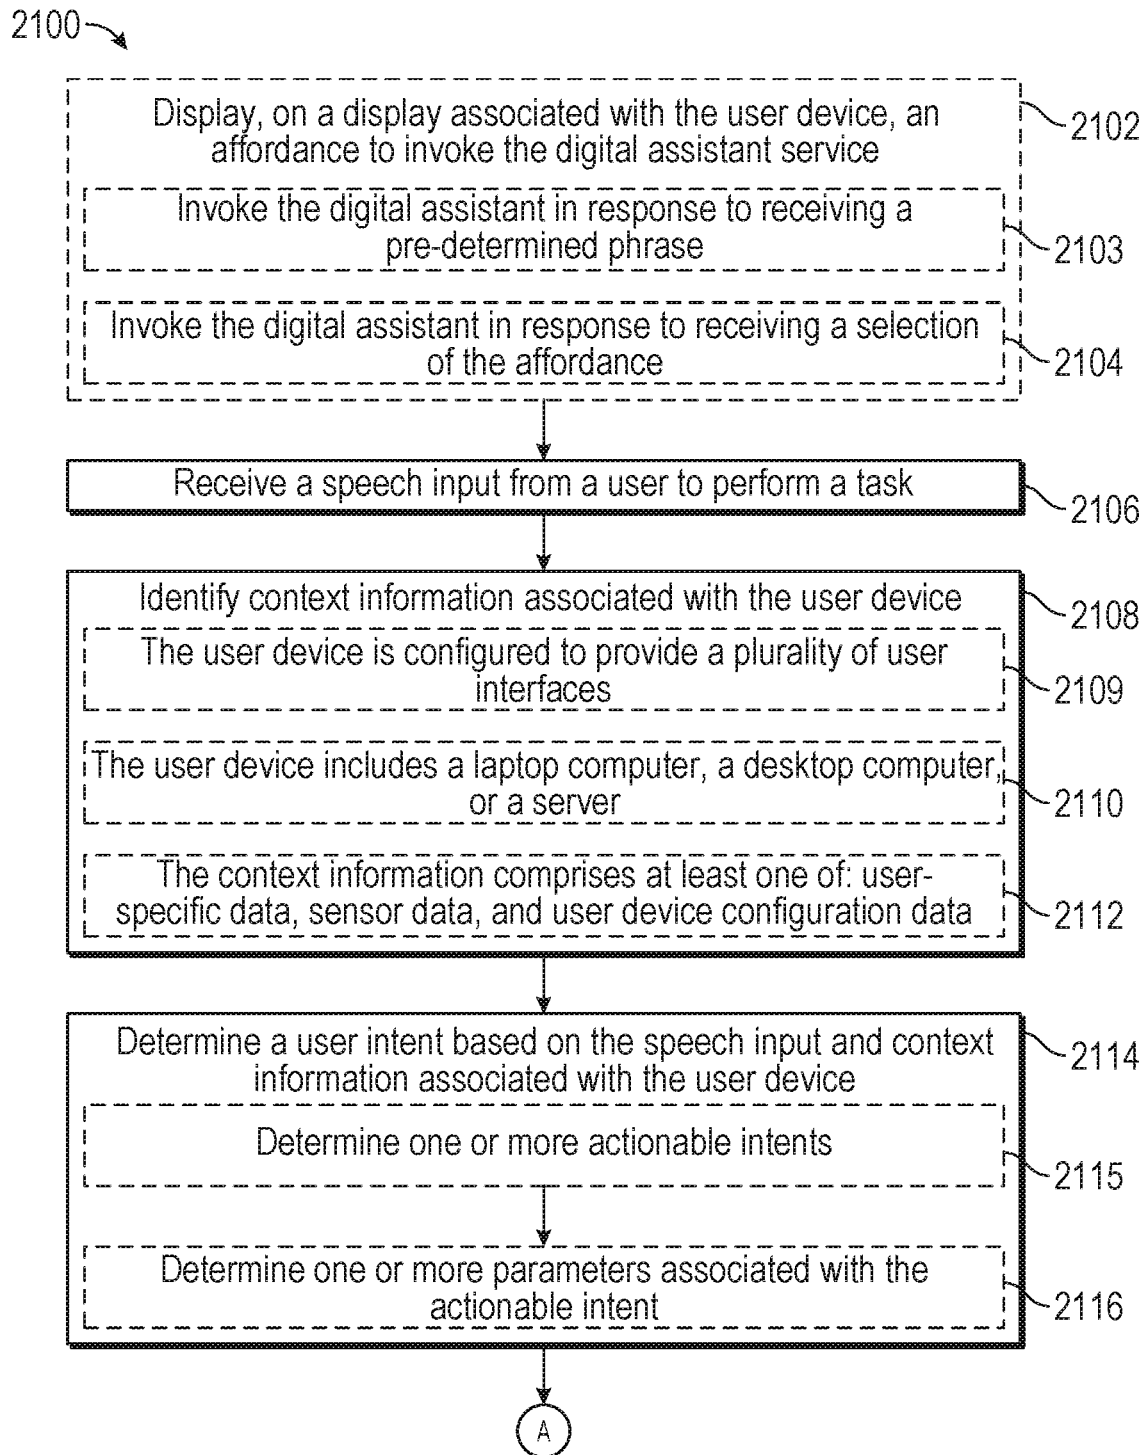 2100
Display, on a display associated with the user device, an
affordance to invoke the digital assistant service
2102
Invoke the digital assistant in response to receiving a
pre-determined phrase
2103
Invoke the digital assistant in response to receiving a selection
of the affordance
2104
Receive a speech input from a user to perform a task
2106
Identify context information associated with the user device
2108
The user device is configured to provide a plurality of user
interfaces
2109
The user device includes a laptop computer, a desktop computer,
or a server
2110
The context information comprises at least one of: user-
specific data, sensor data, and user device configuration data
2112
Determine a user intent based on the speech input and context
information associated with the user device
2114
Determine one or more actionable intents
2115
Determine one or more parameters associated with the
actionable intent
2116
A